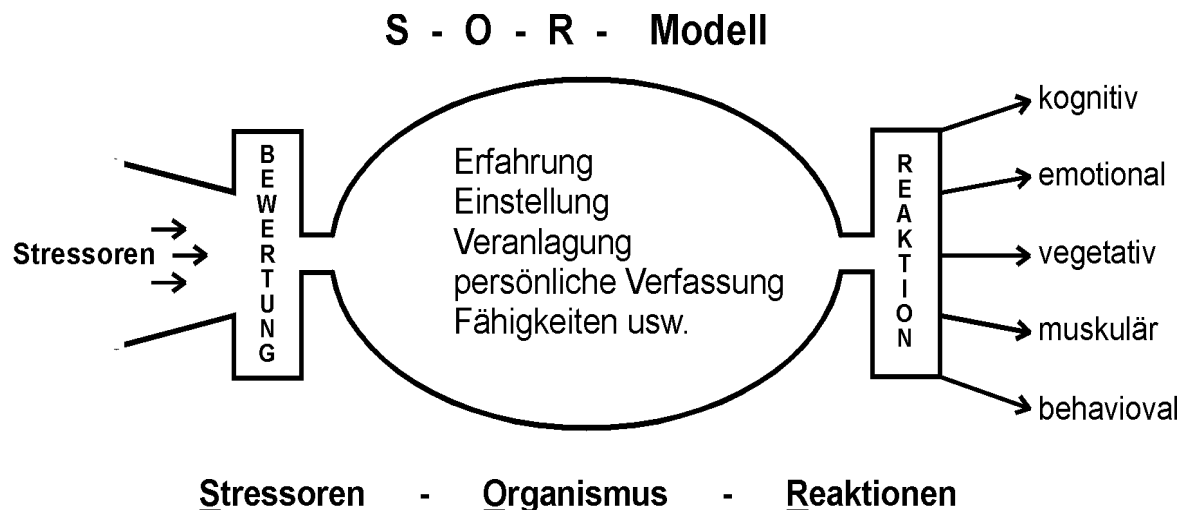 S - O - R - Modell
Stressoren
BEWERTUNG
Erfahrung
Einstellung
Veranlagung
persönliche Verfassung
Fähigkeiten usw.
REAKTION
kognitiv
emotional
vegetativ
muskulär
behavioval
Stressoren - Organismus - Reaktionen